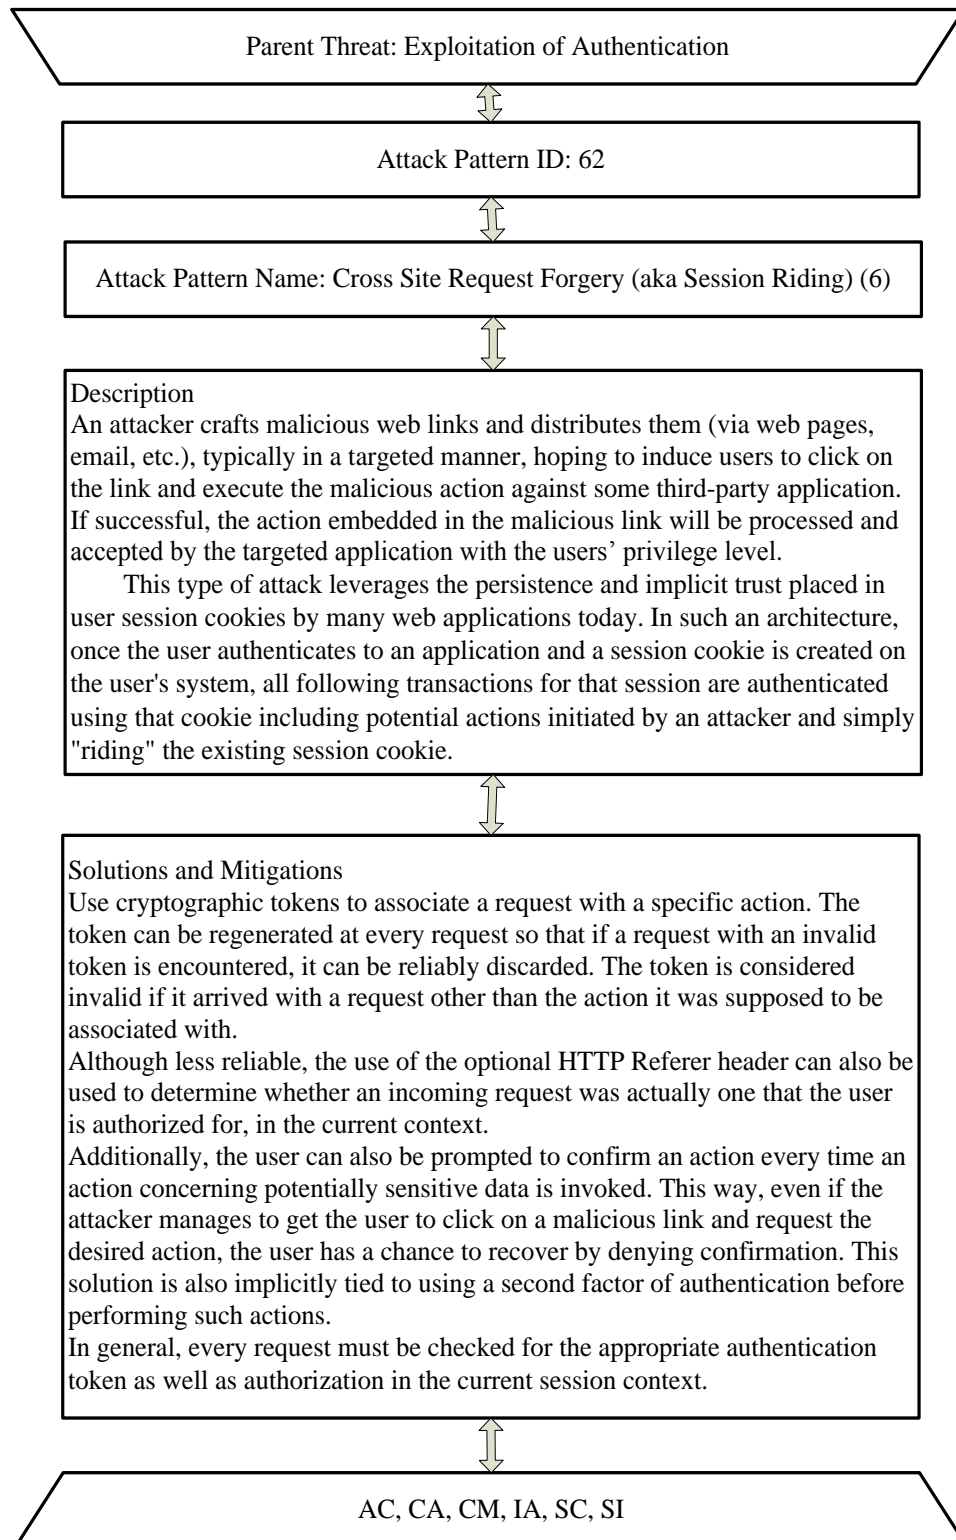 Parent Threat: Exploitation of Authentication
Attack Pattern ID: 62
Attack Pattern Name: Cross Site Request Forgery (aka Session Riding) (6)
Description
An attacker crafts malicious web links and distributes them (via web pages,
email, etc.), typically in a targeted manner, hoping to induce users to click on
the link and execute the malicious action against some third-party application.
If successful, the action embedded in the malicious link will be processed and
accepted by the targeted application with the users’ privilege level.
This type of attack leverages the persistence and implicit trust placed in
user session cookies by many web applications today. In such an architecture,
once the user authenticates to an application and a session cookie is created on
the user's system, all following transactions for that session are authenticated
using that cookie including potential actions initiated by an attacker and simply
"riding" the existing session cookie.
Solutions and Mitigations
Use cryptographic tokens to associate a request with a specific action. The
token can be regenerated at every request so that if a request with an invalid
token is encountered, it can be reliably discarded. The token is considered
invalid if it arrived with a request other than the action it was supposed to be
associated with.
Although less reliable, the use of the optional HTTP Referer header can also be
used to determine whether an incoming request was actually one that the user
is authorized for, in the current context.
Additionally, the user can also be prompted to confirm an action every time an
action concerning potentially sensitive data is invoked. This way, even if the
attacker manages to get the user to click on a malicious link and request the
desired action, the user has a chance to recover by denying confirmation. This
solution is also implicitly tied to using a second factor of authentication before
performing such actions.
In general, every request must be checked for the appropriate authentication
token as well as authorization in the current session context.
AC, CA, CM, IA, SC, SI